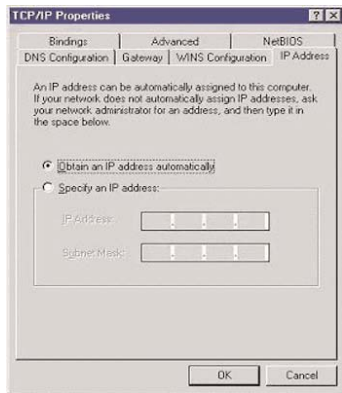 TCP/IP Properties
Bindings Advanced NetBIOS
DNS Configuration Gateway WINS Configuration IP Address
An IP address can be automatically assigned to this computer.
If your network does not automatically assign IP addresses, ask
your network administrator for an address, and then type it in
the space below.
Obtain an IP address automatically
Specify an IP address:
IP Address:
Subnet Mask:
OK Cancel